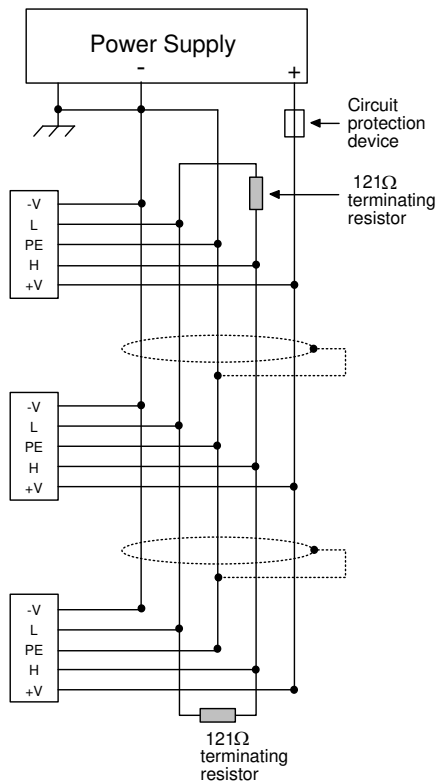 Power Supply
-
+
Circuit
protection
device
121Ω
terminating
resistor
-V
L
PE
H
+V
-V
L
PE
H
+V
-V
L
PE
H
+V
121Ω
terminating
resistor